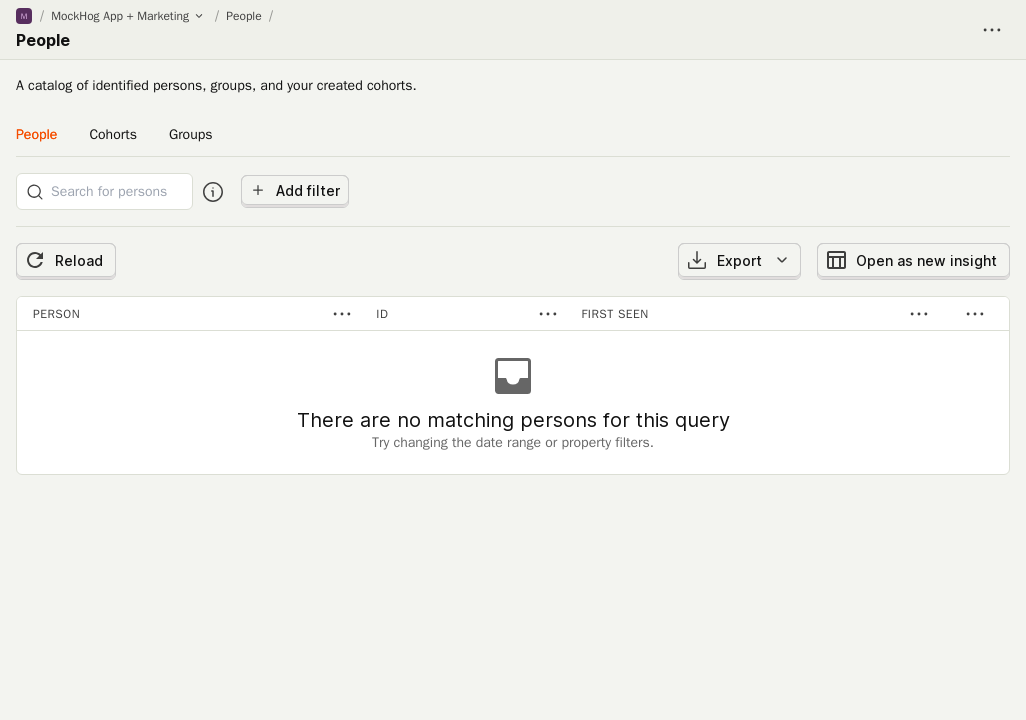 M / MockHog App + Marketing / People /
People
A catalog of identified persons, groups, and your created cohorts.
People Cohorts Groups
Search for persons Add filter
Reload Export Open as new insight
PERSON ID FIRST SEEN
There are no matching persons for this query
Try changing the date range or property filters.